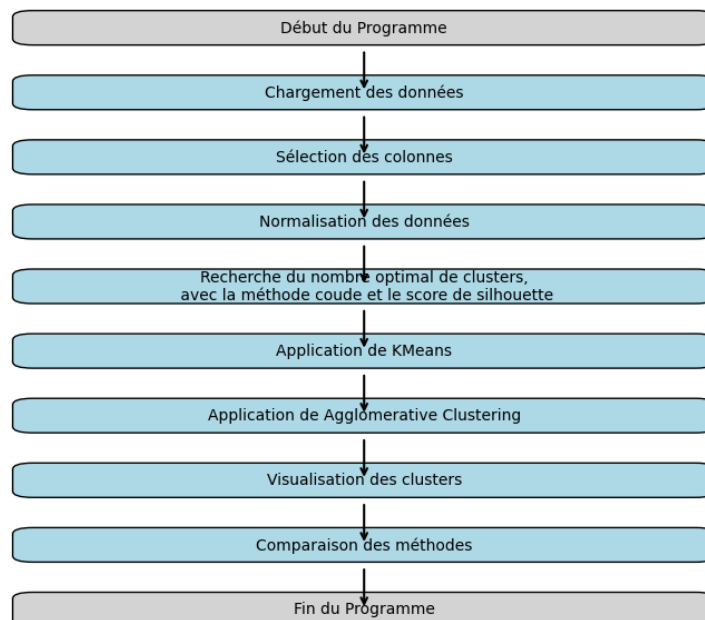 Début du Programme
Chargement des données
Sélection des colonnes
Normalisation des données
Recherche du nombre optimal de clusters,
avec la méthode coude et le score de silhouette
Application de KMeans
Application de Agglomerative Clustering
Visualisation des clusters
Comparaison des méthodes
Fin du Programme